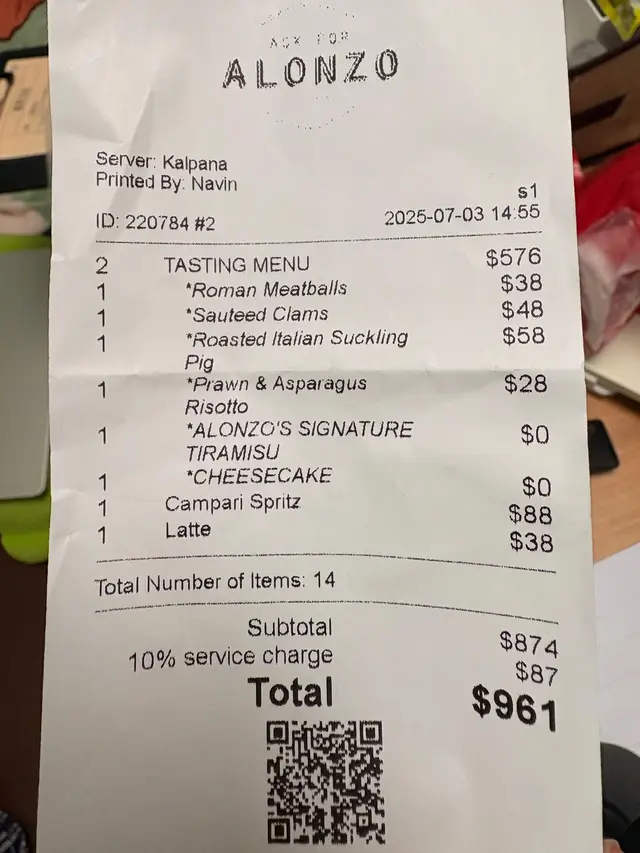 ASK FOR
ALONZO
Server: Kalpana
Printed By: Navin
s1
ID: 220784 #2 2025-07-03 14:55
2 TASTING MENU $576
1 *Roman Meatballs $38
1 *Sauteed Clams $48
1 *Roasted Italian Suckling $58
Pig
1 *Prawn & Asparagus $28
Risotto
1 *ALONZO'S SIGNATURE $0
TIRAMISU
1 *CHEESECAKE $0
1 Campari Spritz $88
1 Latte $38
Total Number of Items: 14
Subtotal $874
10% service charge $87
Total $961